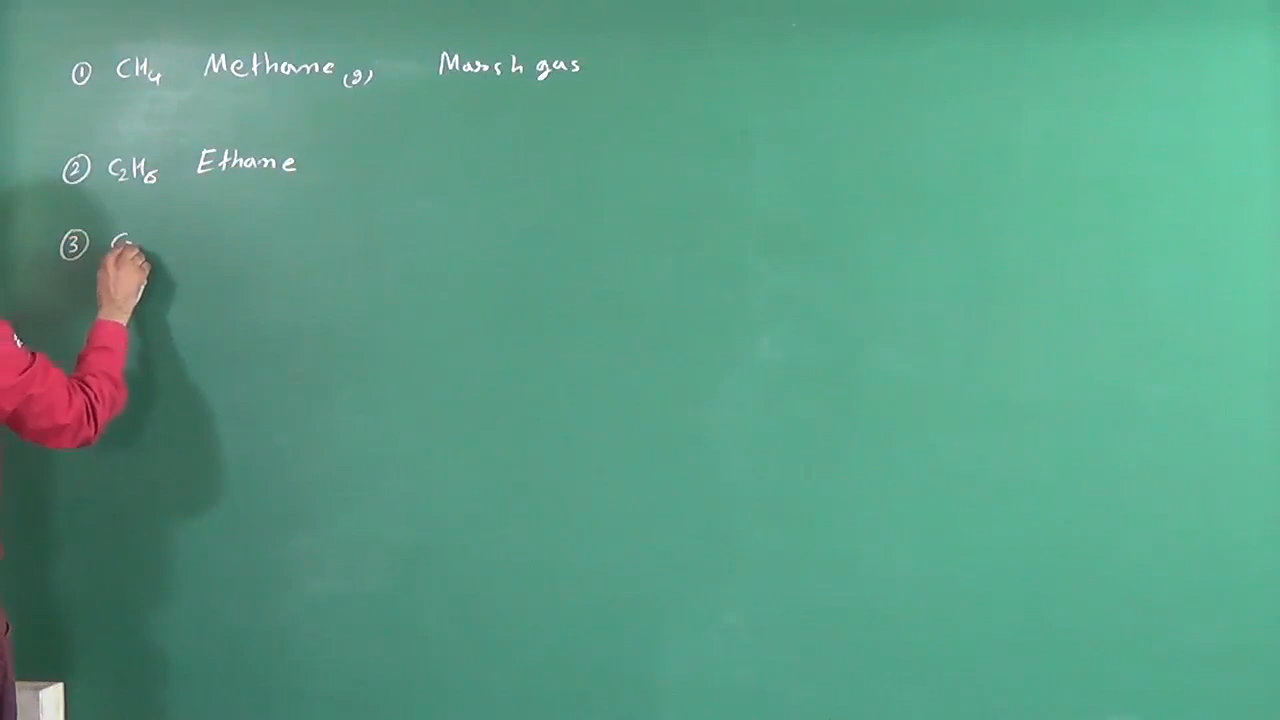 ① CH₄ Methane(g) Marsh gas
② C₂H₆ Ethane
③ C